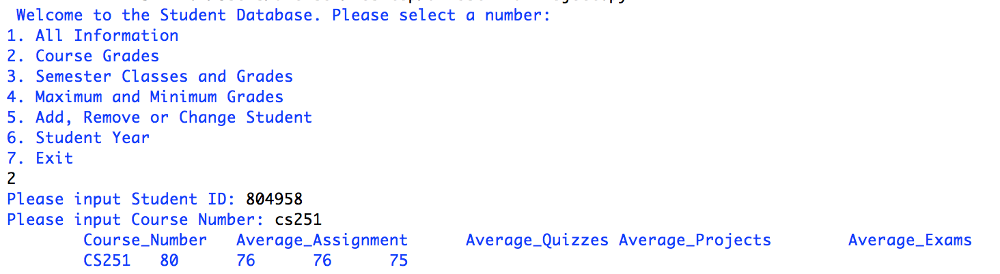 Welcome to the Student Database. Please select a number:
1. All Information
2. Course Grades
3. Semester Classes and Grades
4. Maximum and Minimum Grades
5. Add, Remove or Change Student
6. Student Year
7. Exit
2
Please input Student ID: 804958
Please input Course Number: cs251
Course_Number Average_Assignment Average_Quizzes Average_Projects Average_Exams
CS251 80 76 76 75